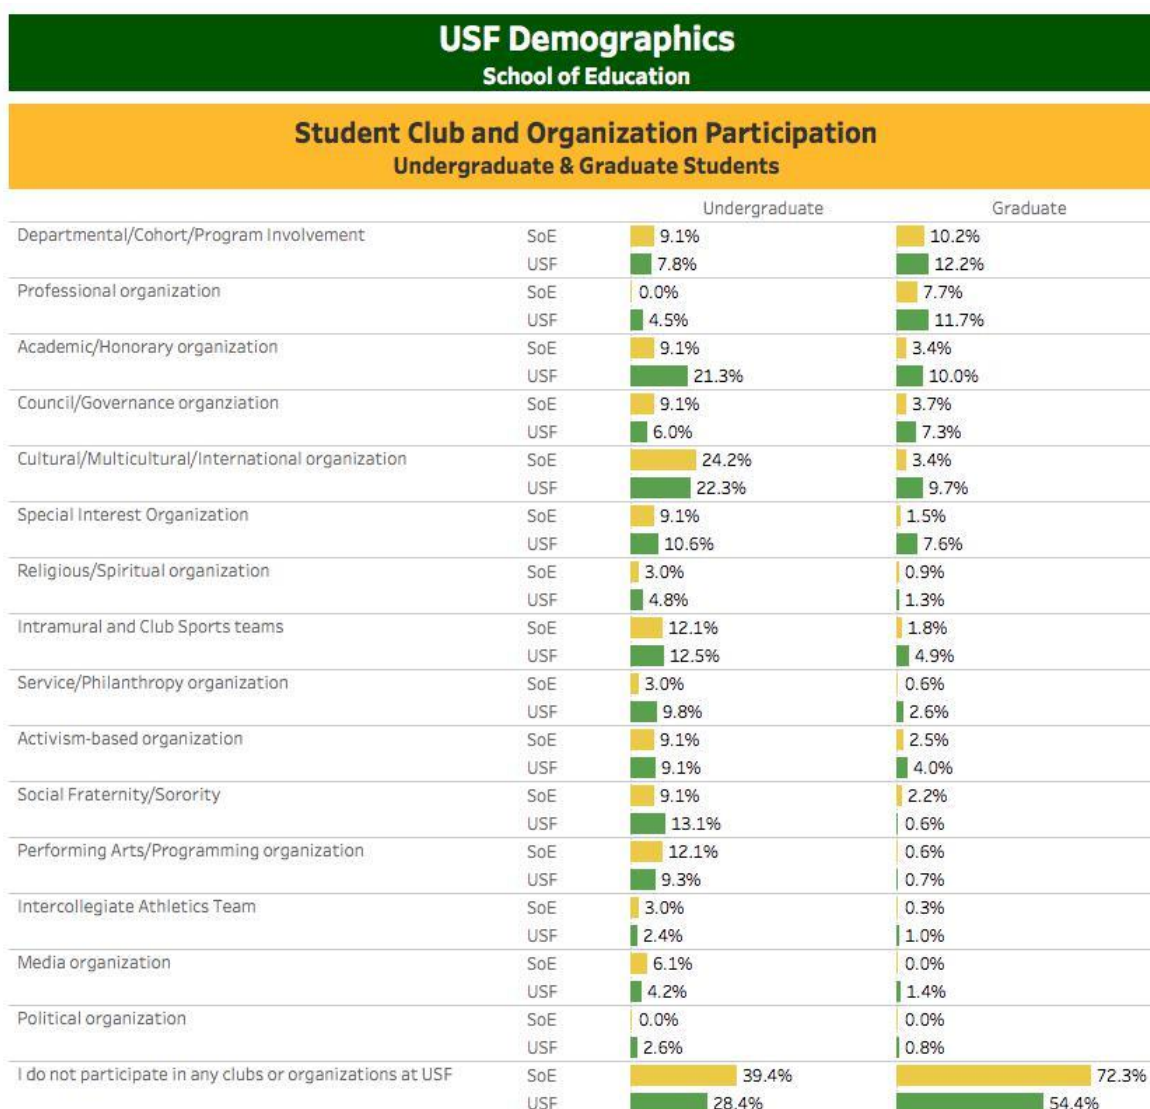 USF Demographics
School of Education
Student Club and Organization Participation
Undergraduate & Graduate Students
Undergraduate Graduate
Departmental/Cohort/Program Involvement SoE 9.1% 10.2%
USF 7.8% 12.2%
Professional organization SoE 0.0% 7.7%
USF 4.5% 11.7%
Academic/Honorary organization SoE 9.1% 3.4%
USF 21.3% 10.0%
Council/Governance organziation SoE 9.1% 3.7%
USF 6.0% 7.3%
Cultural/Multicultural/International organization SoE 24.2% 3.4%
USF 22.3% 9.7%
Special Interest Organization SoE 9.1% 1.5%
USF 10.6% 7.6%
Religious/Spiritual organization SoE 3.0% 0.9%
USF 4.8% 1.3%
Intramural and Club Sports teams SoE 12.1% 1.8%
USF 12.5% 4.9%
Service/Philanthropy organization SoE 3.0% 0.6%
USF 9.8% 2.6%
Activism-based organization SoE 9.1% 2.5%
USF 9.1% 4.0%
Social Fraternity/Sorority SoE 9.1% 2.2%
USF 13.1% 0.6%
Performing Arts/Programming organization SoE 12.1% 0.6%
USF 9.3% 0.7%
Intercollegiate Athletics Team SoE 3.0% 0.3%
USF 2.4% 1.0%
Media organization SoE 6.1% 0.0%
USF 4.2% 1.4%
Political organization SoE 0.0% 0.0%
USF 2.6% 0.8%
I do not participate in any clubs or organizations at USF SoE 39.4% 72.3%
USF 28.4% 54.4%